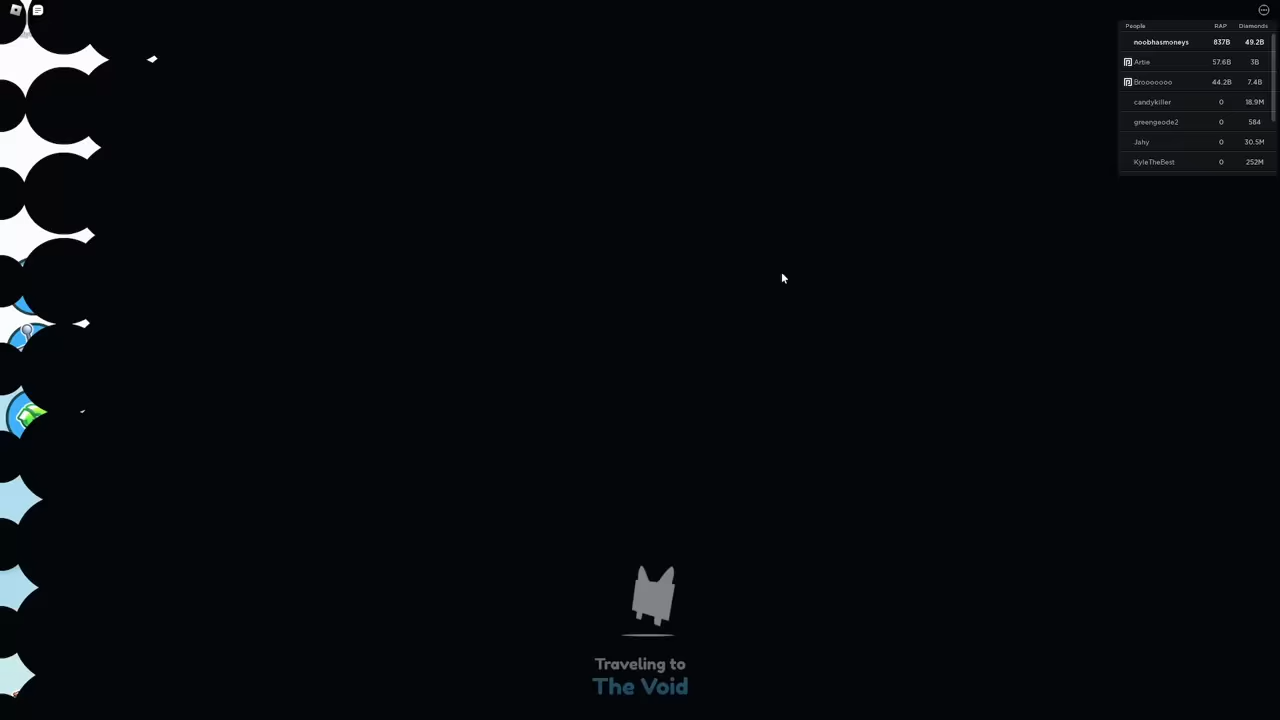 People RAP Diamonds
noobhasmoneys 837B 49.2B
Artie 57.6B 3B
Brooooooo 44.2B 7.4B
candykiller 0 18.9M
greengeode2 0 584
Jahy 0 30.5M
KyleTheBest 0 252M
Traveling to
The Void